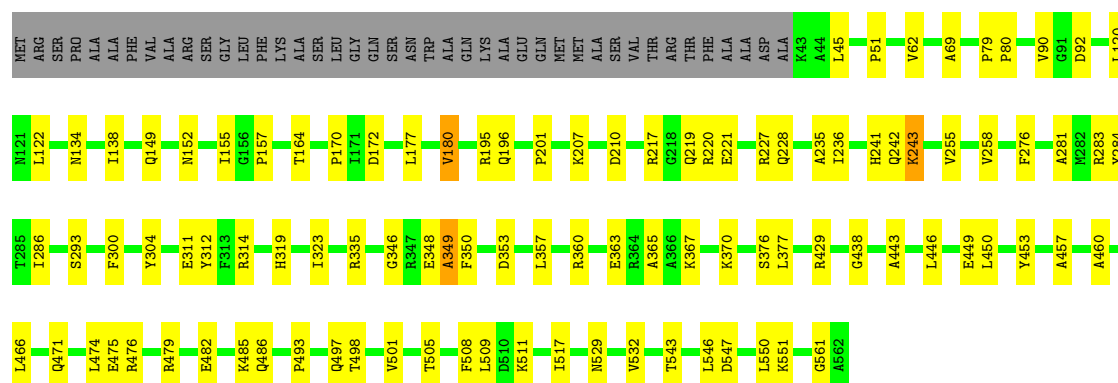 MET ARG SER PRO ALA ALA PHE VAL ALA ARG SER GLY LEU PHE LYS ALA SER LEU GLY GLN SER ASN TRP ALA GLN LYS ALA GLU GLN MET MET ALA SER VAL THR ARG THR PHE ALA ALA ASP ALA K43 A44 L45 P51 V62 A69 P79 P80 V90 G91 D92 L120
N121 L122 N134 I138 Q149 N152 I155 G156 P157 T164 P170 I171 D172 L177 V180 R195 Q196 P201 K207 D210 R217 G218 Q219 R220 E221 R227 Q228 A235 I236 H241 Q242 K243 V255 V258 F276 A281 M282 R283 Y284
T285 I286 S293 F300 Y304 E311 Y312 F313 R314 H319 I323 R335 G346 R347 E348 A349 F350 D353 L357 R360 E363 R364 A365 A366 K367 K370 S376 L377 R429 G438 A443 L446 E449 L450 Y453 A457 A460
L466 Q471 L474 E475 R476 R479 E482 K485 Q486 P493 Q497 T498 V501 T505 F508 L509 D510 K511 I517 N529 V532 T543 L546 D547 L550 K551 G561 A562